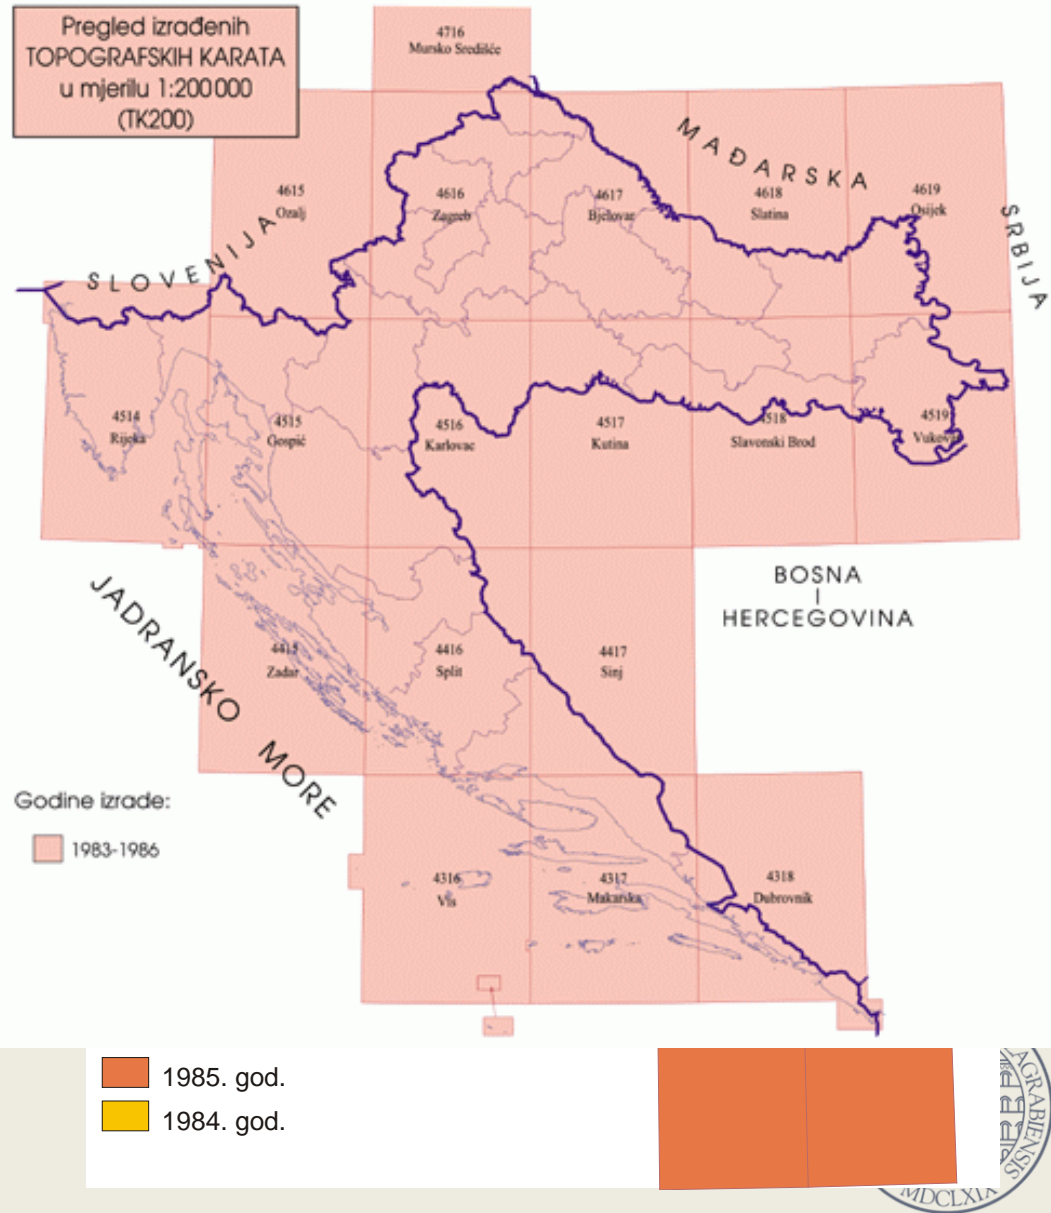 Pregled izrađenih
TOPOGRAFSKIH KARATA
u mjerilu 1:200000
(TK200)
4716
Mursko Središće
MAĐARSKA
4615
Ozalj
4616
Zagreb
4617
Bjelovar
4618
Slatina
4619
Osijek
SLOVENIJA
SRBIJA
4514
Rijeka
4515
Gospić
4516
Karlovac
4517
Kutina
4518
Slavonski Brod
4519
Vukovar
BOSNA
I
HERCEGOVINA
JADRANSKO MORE
4415
Zadar
4416
Split
4417
Sinj
Godine izrade:
1983-1986
4316
Vis
4317
Makarska
4318
Dubrovnik
1985. god.
1984. god.
AGRABIENSIS
MDCLXIX